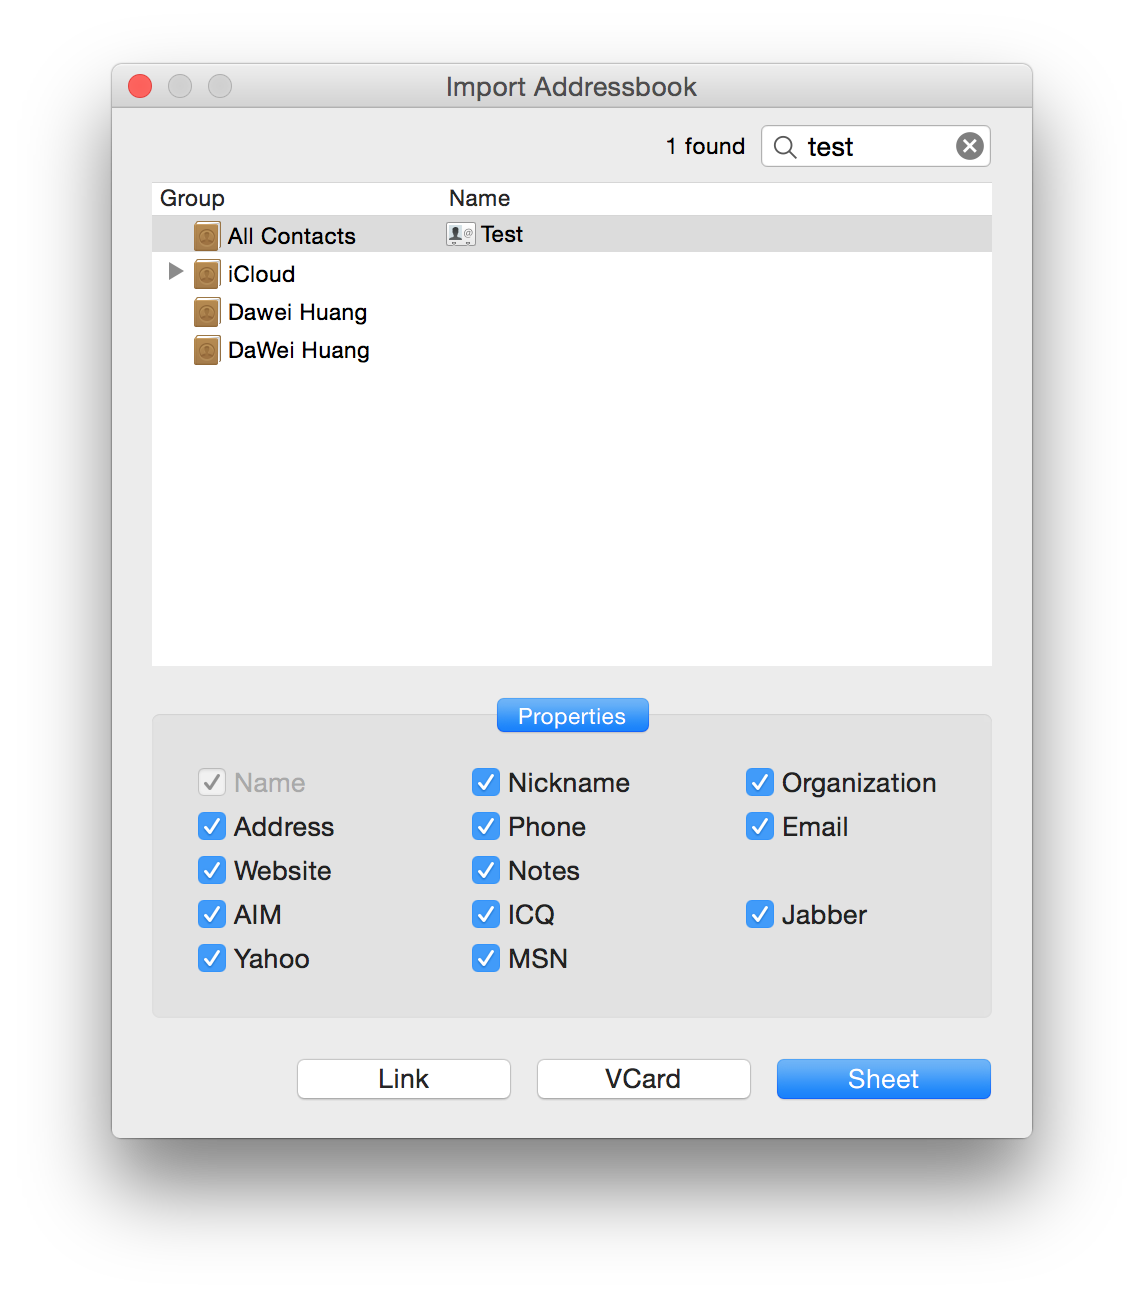 Import Addressbook
1 found test
Group Name
All Contacts Test
iCloud
Dawei Huang
DaWei Huang
Properties
Name Nickname Organization
Address Phone Email
Website Notes
AIM ICQ Jabber
Yahoo MSN
Link VCard Sheet